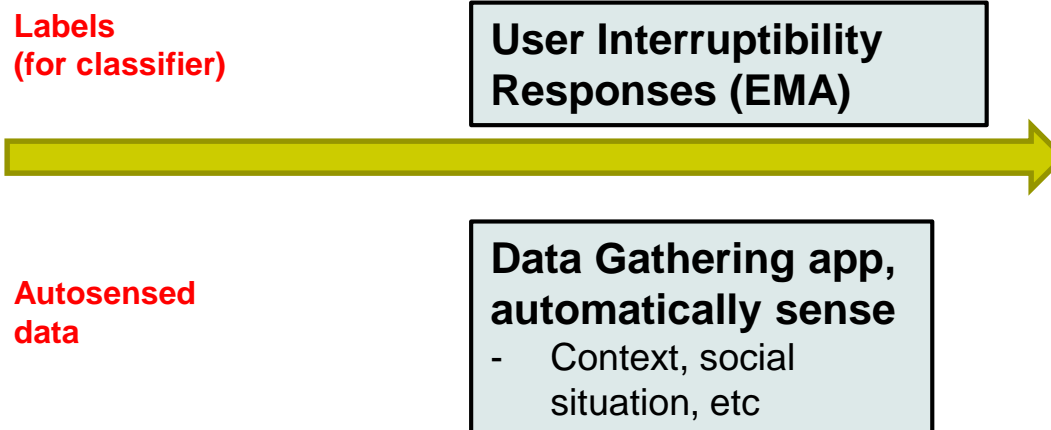 Labels
(for classifier)
User Interruptibility
Responses (EMA)
Autosensed
data
Data Gathering app,
automatically sense
- Context, social
situation, etc